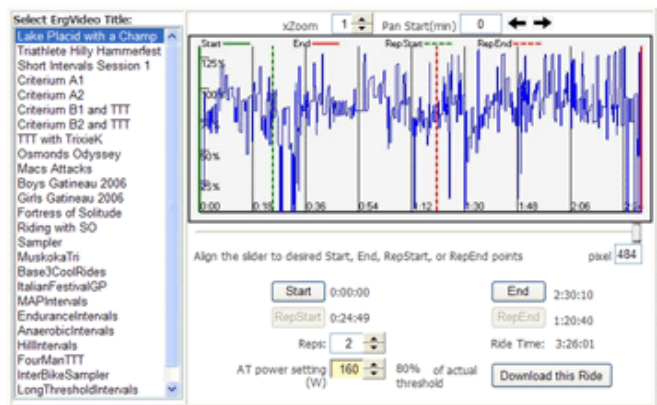 Select ErgVideo Title:
Lake Placid with a Champ
Triathlete Hilly Hammerfest
Short Intervals Session 1
Criterium A1
Criterium A2
Criterium B1 and TTT
Criterium B2 and TTT
TTT with TrixieK
Osmonds Odyssey
Macs Attacks
Boys Gatineau 2006
Girls Gatineau 2006
Fortress of Solitude
Riding with SO
Sampler
MuskokaTri
Base3CoolRides
ItalianFestivalGP
MAPIntervals
EnduranceIntervals
AnaerobicIntervals
HillIntervals
FourManTTT
InterBikeSampler
LongThresholdIntervals
xZoom 1 Pan Start(min) 0
Start End RepStart RepEnd
125%
100%
50%
25%
0:00 0:18 0:36 0:54 1:12 1:30 1:48 2:06
Align the slider to desired Start, End, RepStart, or RepEnd points pixel 484
Start 0:00:00 End 2:30:10
RepStart 0:24:49 RepEnd 1:20:40
Reps: 2 Ride Time: 3:26:01
AT power setting (W) 160 80% of actual threshold Download this Ride